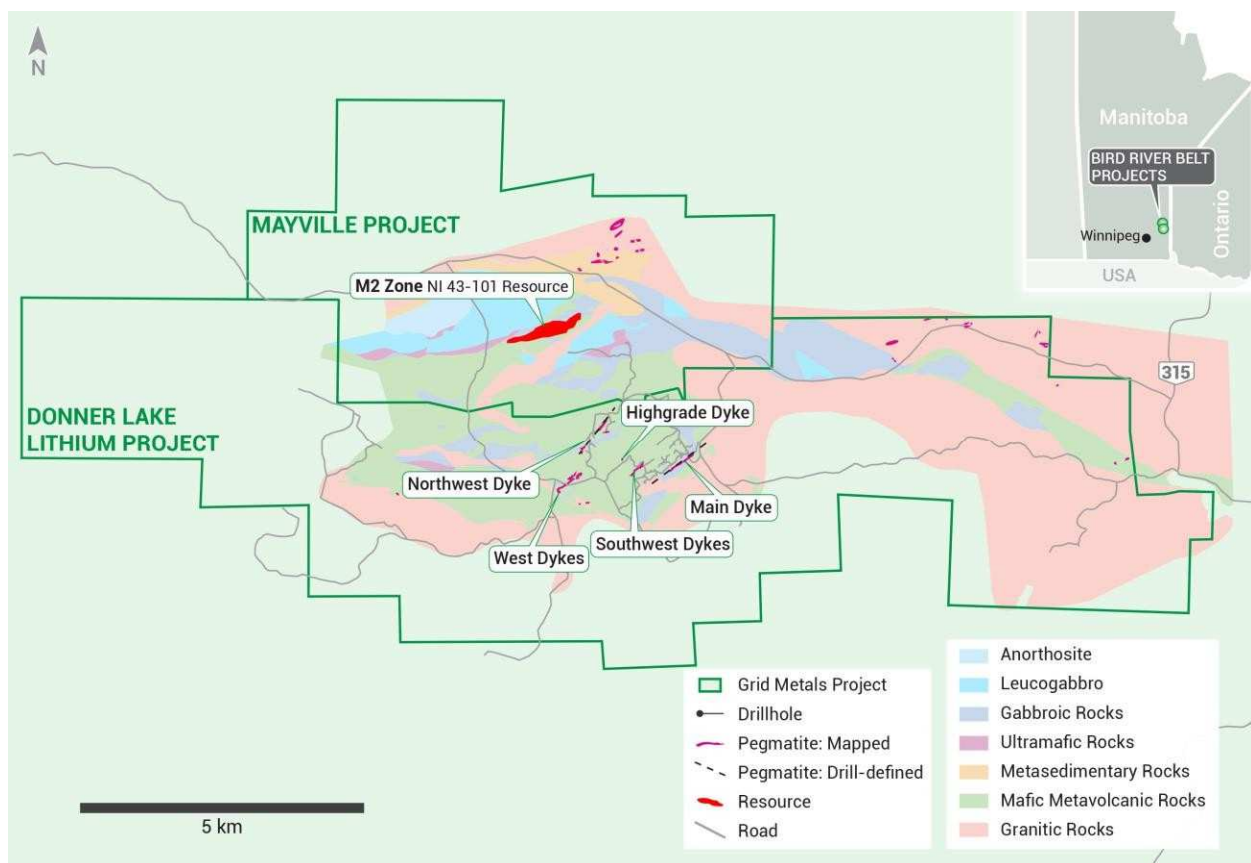 N
Manitoba
BIRD RIVER BELT
PROJECTS
Winnipeg
Ontario
USA
MAYVILLE PROJECT
M2 Zone NI 43-101 Resource
315
DONNER LAKE
LITHIUM PROJECT
Highgrade Dyke
Northwest Dyke
Main Dyke
West Dykes
Southwest Dykes
5 km
Grid Metals Project
Drillhole
Pegmatite: Mapped
Pegmatite: Drill-defined
Resource
Road
Anorthosite
Leucogabbro
Gabbroic Rocks
Ultramafic Rocks
Metasedimentary Rocks
Mafic Metavolcanic Rocks
Granitic Rocks